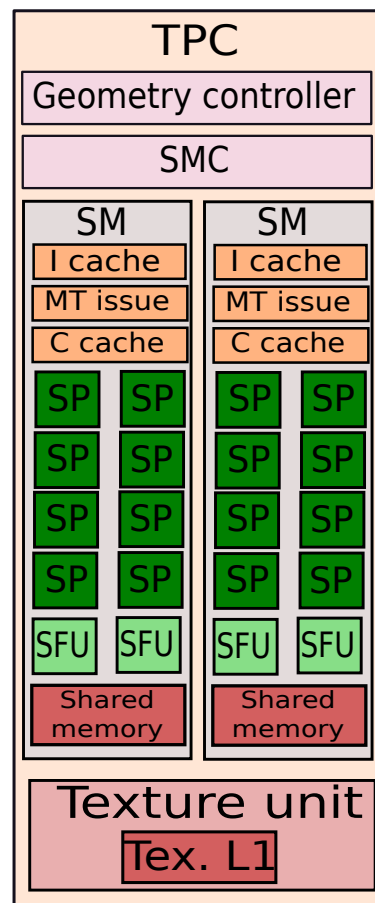 TPC
Geometry controller
SMC
SM
I cache
MT issue
C cache
SP SP
SP SP
SP SP
SP SP
SFU SFU
Shared
memory
SM
I cache
MT issue
C cache
SP SP
SP SP
SP SP
SP SP
SFU SFU
Shared
memory
Texture unit
Tex. L1